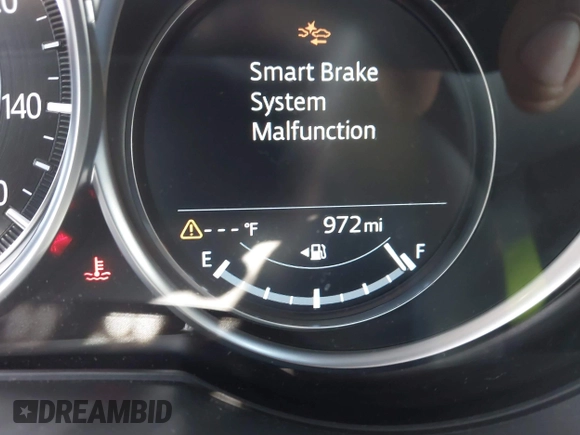 Smart Brake
System
Malfunction
140
---°F
972mi
E
F
DREAMBID